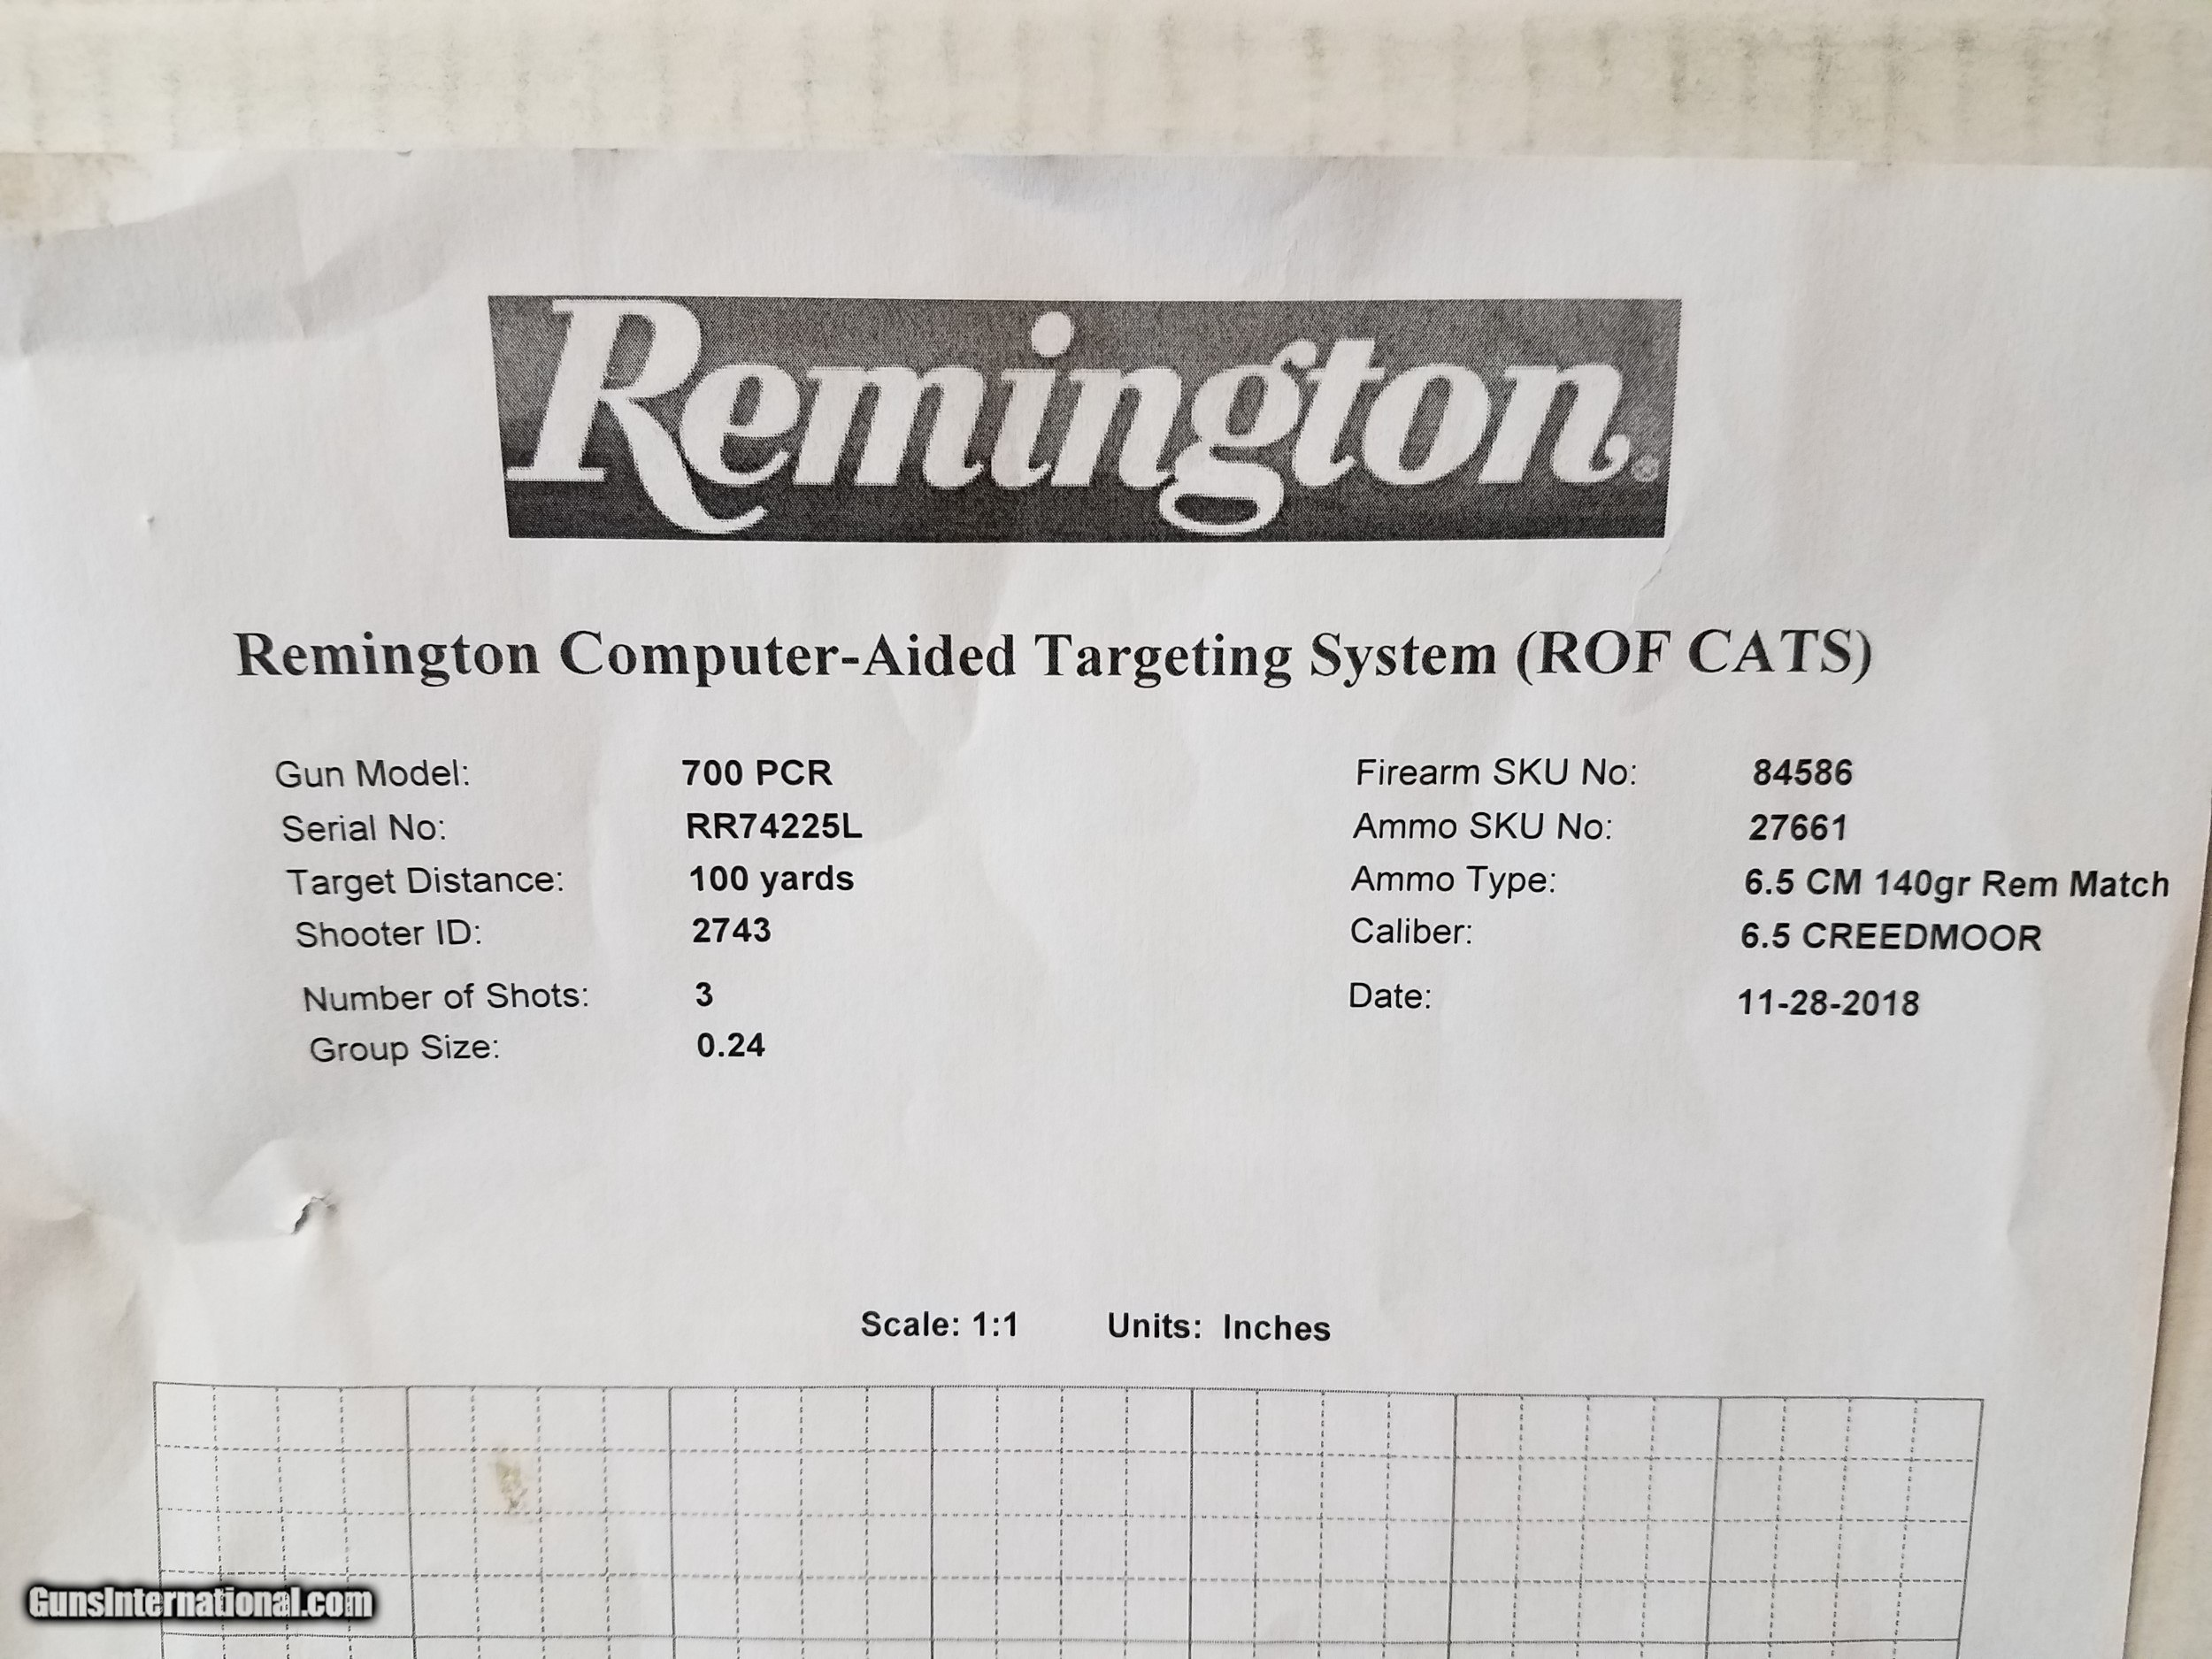 Remington®
Remington Computer-Aided Targeting System (ROF CATS)
Gun Model: 700 PCR Firearm SKU No: 84586
Serial No: RR74225L Ammo SKU No: 27661
Target Distance: 100 yards Ammo Type: 6.5 CM 140gr Rem Match
Shooter ID: 2743 Caliber: 6.5 CREEDMOOR
Number of Shots: 3 Date: 11-28-2018
Group Size: 0.24
Scale: 1:1 Units: Inches
GunsInternational.com